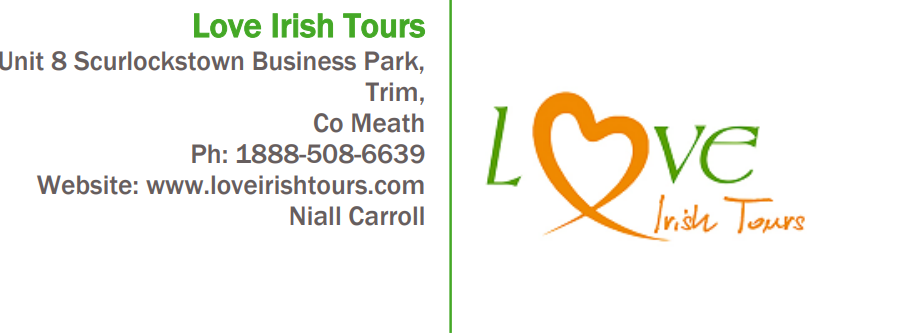 Love Irish Tours
Unit 8 Scurlockstown Business Park,
Trim,
Co Meath
Ph: 1888-508-6639
Website: www.loveirishtours.com
Niall Carroll
Love
Irish Tours